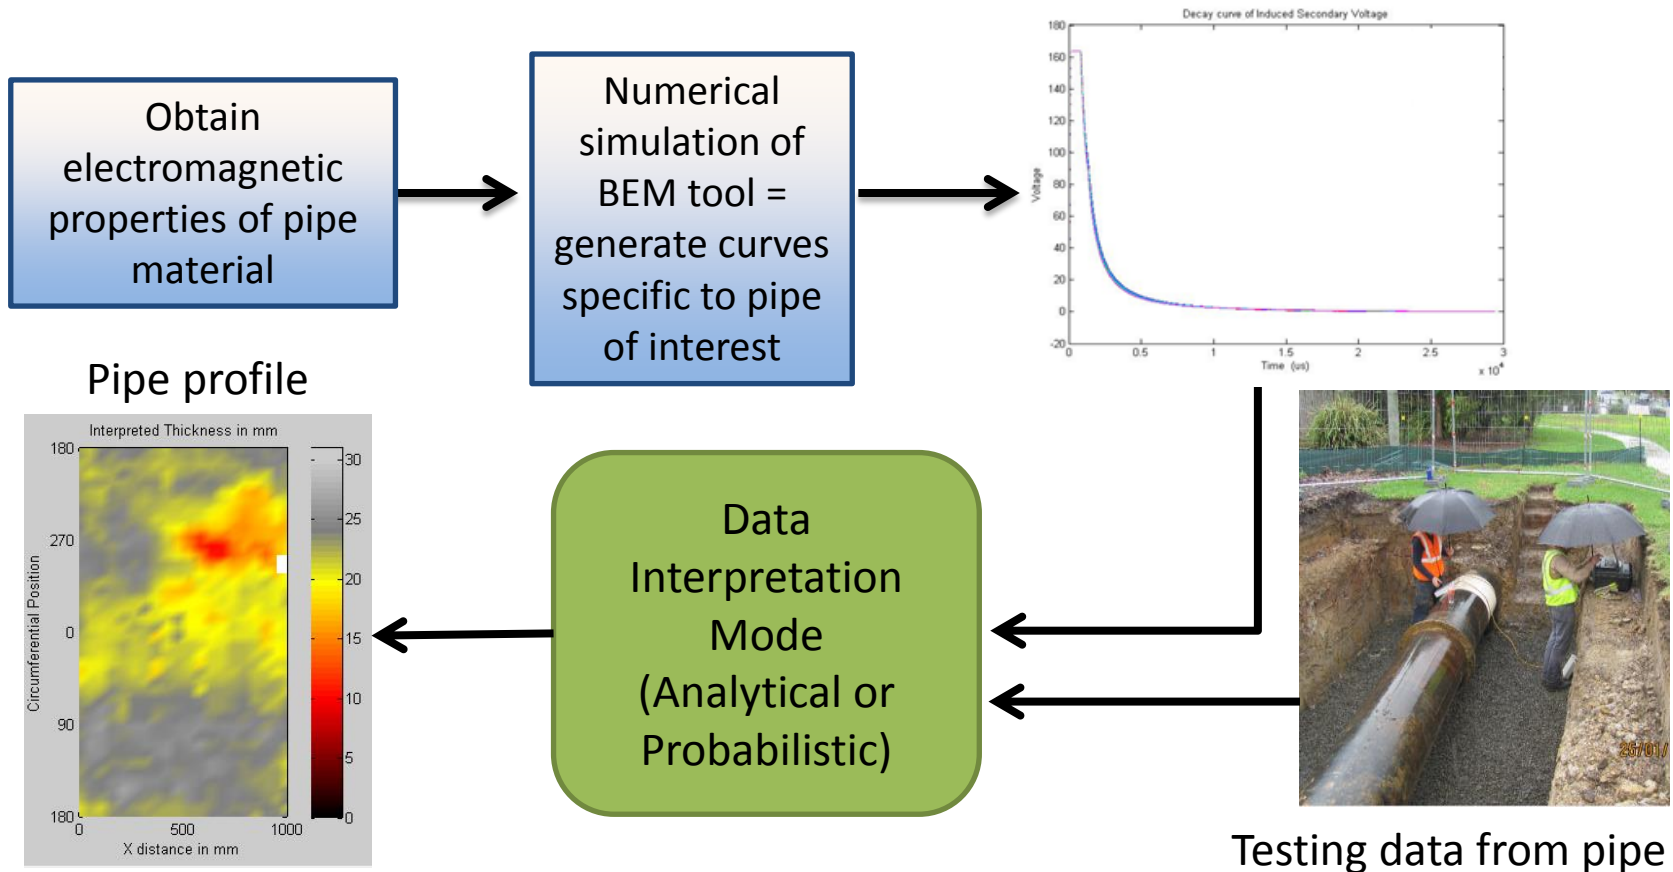 Obtain
electromagnetic
properties of pipe
material
Numerical
simulation of
BEM tool =
generate curves
specific to pipe
of interest
Decay curve of Induced Secondary Voltage
180
160
140
120
100
80
60
40
20
0
-20
Voltage
0
0.5
1
1.5
2
2.5
3
x 10⁴
Time (us)
Pipe profile
Interpreted Thickness in mm
180
270
0
90
180
Circumferential Position
0
500
1000
X distance in mm
30
25
20
15
10
5
0
Data
Interpretation
Mode
(Analytical or
Probabilistic)
Testing data from pipe